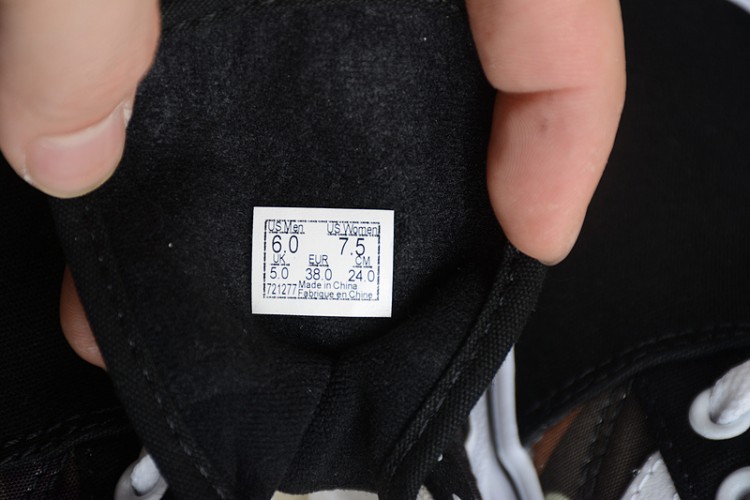 US Men US Women
6.0 7.5
UK EUR CM
5.0 38.0 24.0
721277 Made in China
Fabrique en Chine